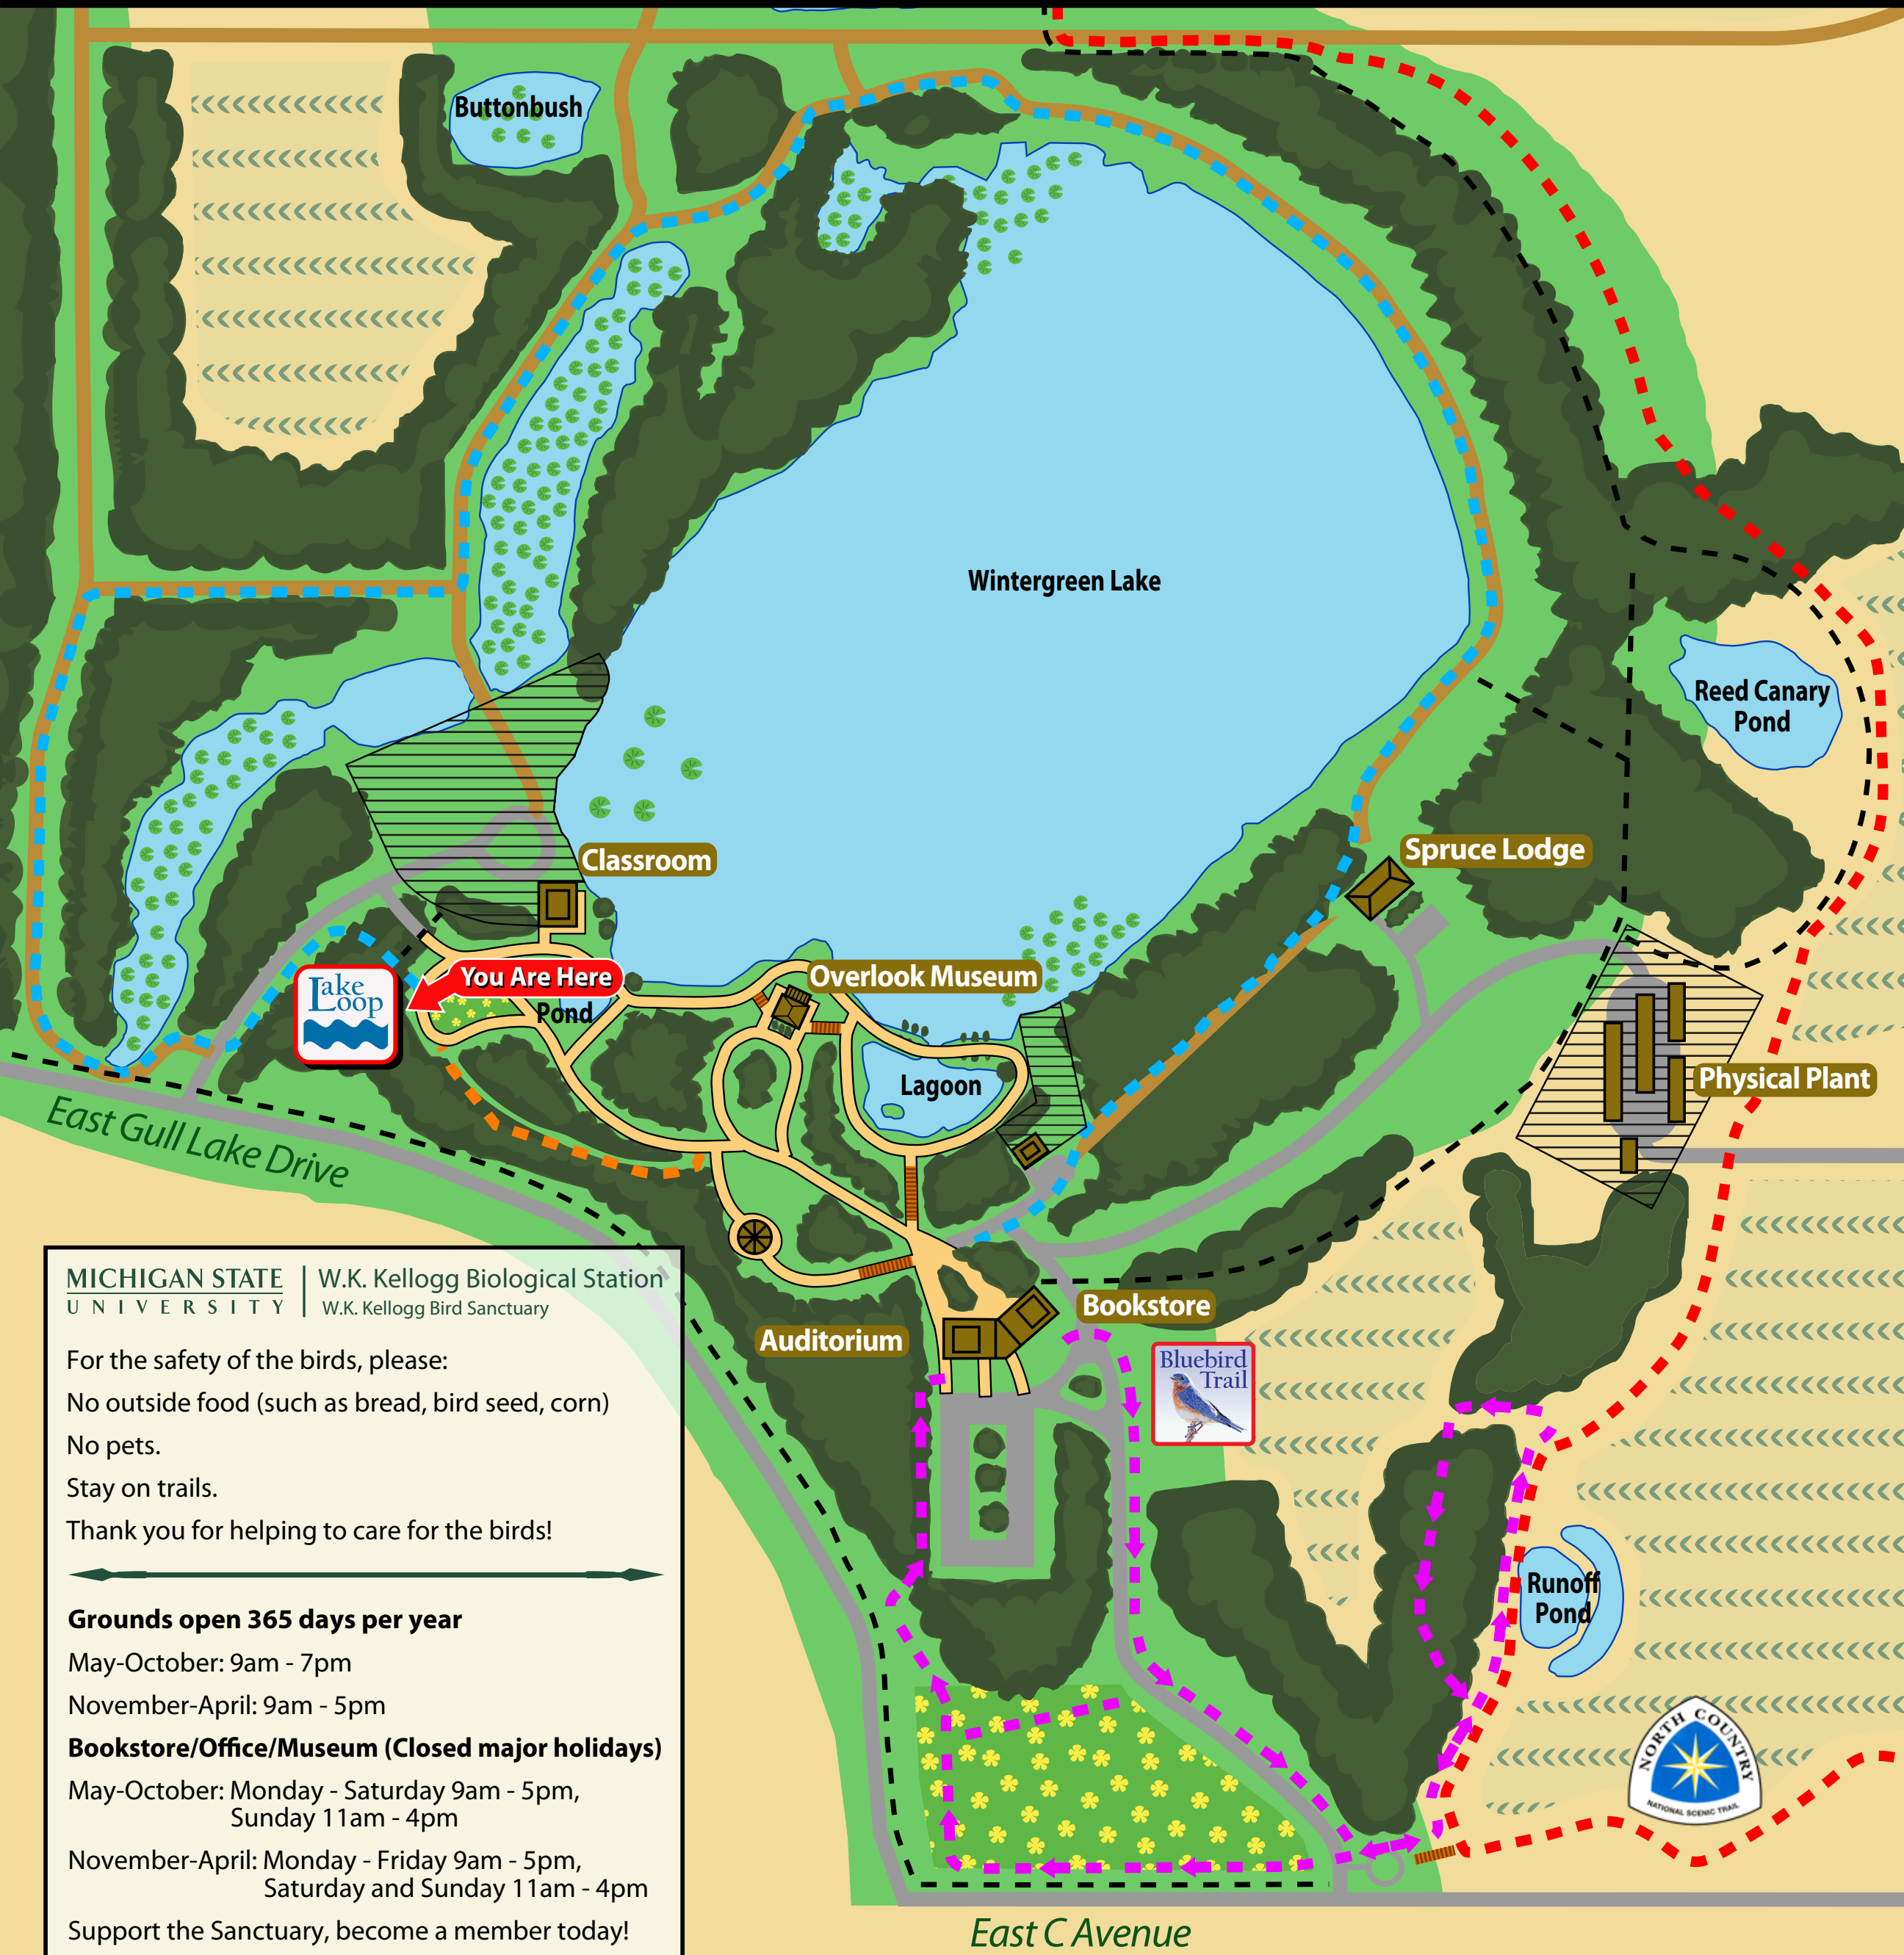 Buttonbush
Wintergreen Lake
Reed Canary
Pond
Classroom
Spruce Lodge
You Are Here
Overlook Museum
Lake
Loop
Pond
Lagoon
Physical Plant
East Gull Lake Drive
MICHIGAN STATE
UNIVERSITY
W.K. Kellogg Biological Station
W.K. Kellogg Bird Sanctuary
For the safety of the birds, please:
No outside food (such as bread, bird seed, corn)
No pets.
Stay on trails.
Thank you for helping to care for the birds!
Grounds open 365 days per year
May-October: 9am - 7pm
November-April: 9am - 5pm
Bookstore/Office/Museum (Closed major holidays)
May-October: Monday - Saturday 9am - 5pm,
Sunday 11am - 4pm
November-April: Monday - Friday 9am - 5pm,
Saturday and Sunday 11am - 4pm
Support the Sanctuary, become a member today!
Bookstore
Auditorium
Bluebird
Trail
Runoff
Pond
NORTH COUNTRY
NATIONAL SCENIC TRAIL
East C Avenue